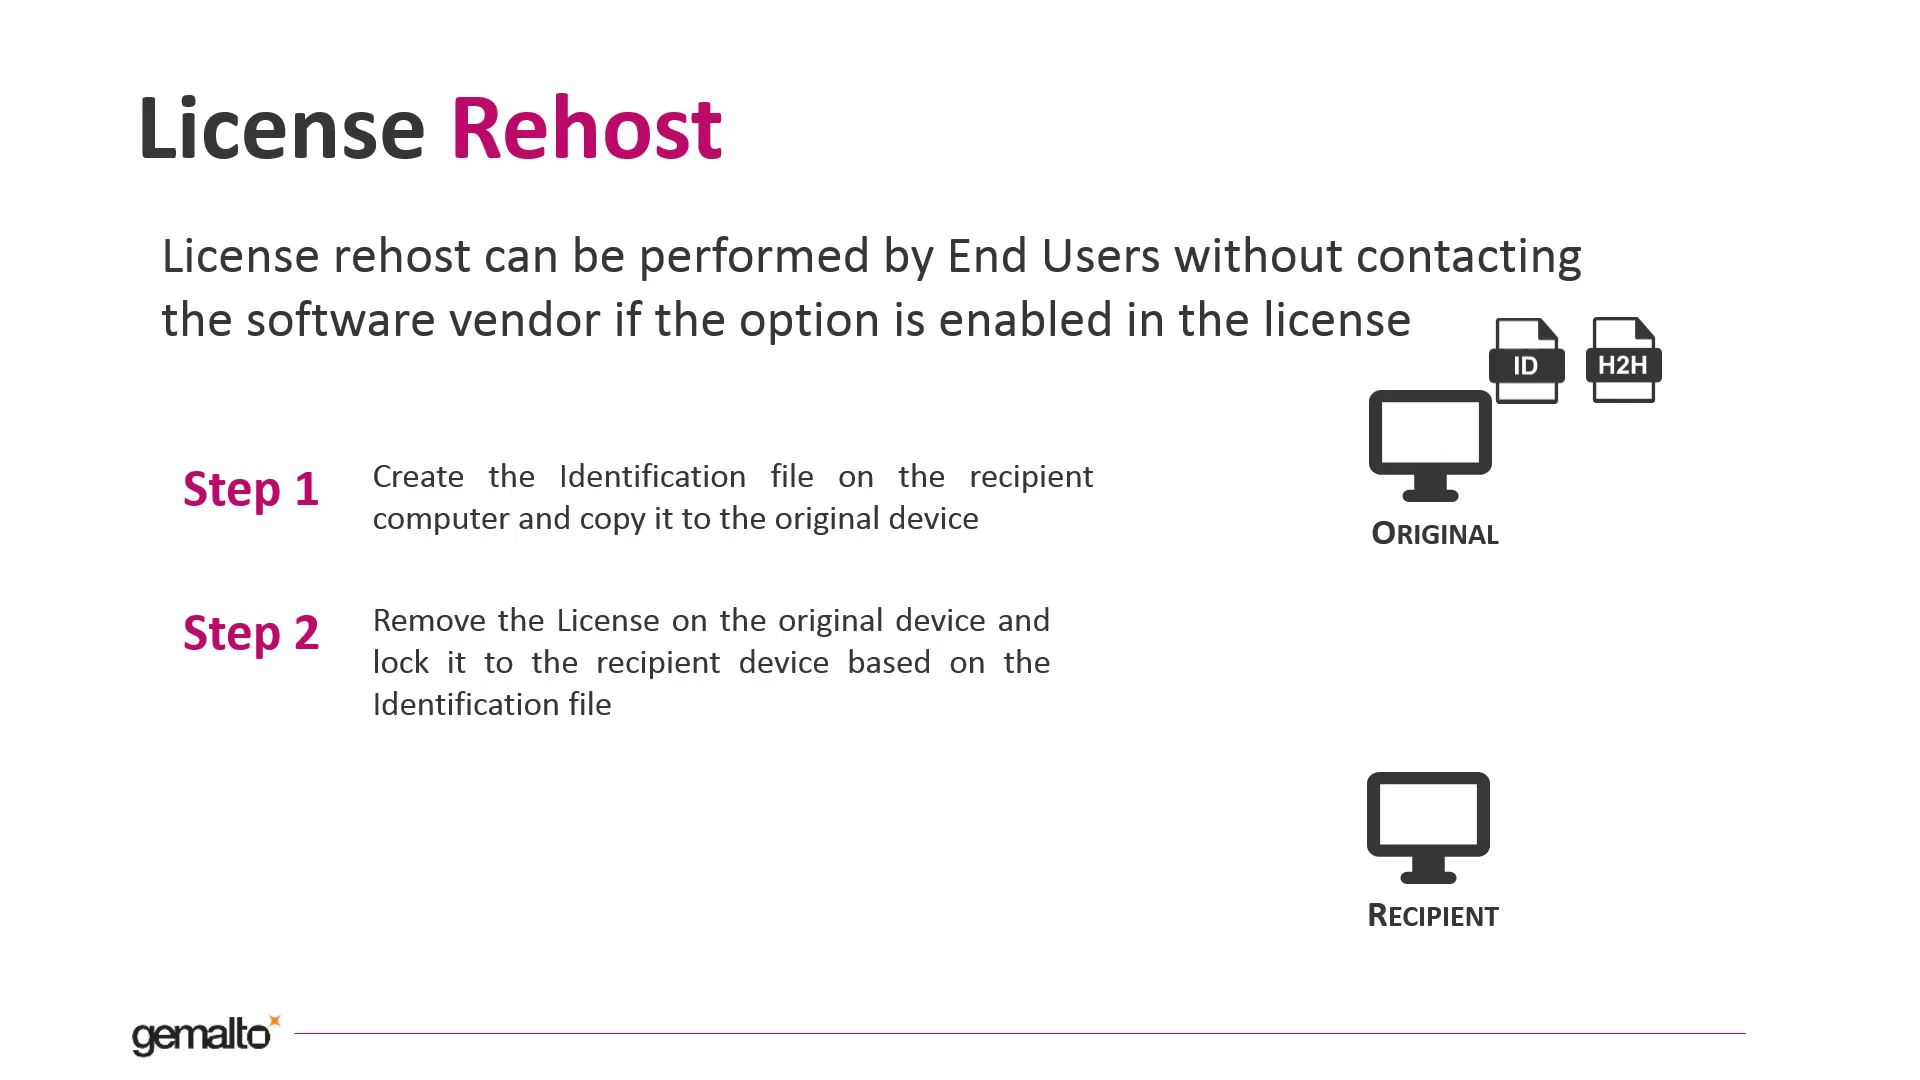 License Rehost
License rehost can be performed by End Users without contacting
the software vendor if the option is enabled in the license
ID
H2H
Step 1
Create the Identification file on the recipient
computer and copy it to the original device
ORIGINAL
Step 2
Remove the License on the original device and
lock it to the recipient device based on the
Identification file
RECIPIENT
gemalto